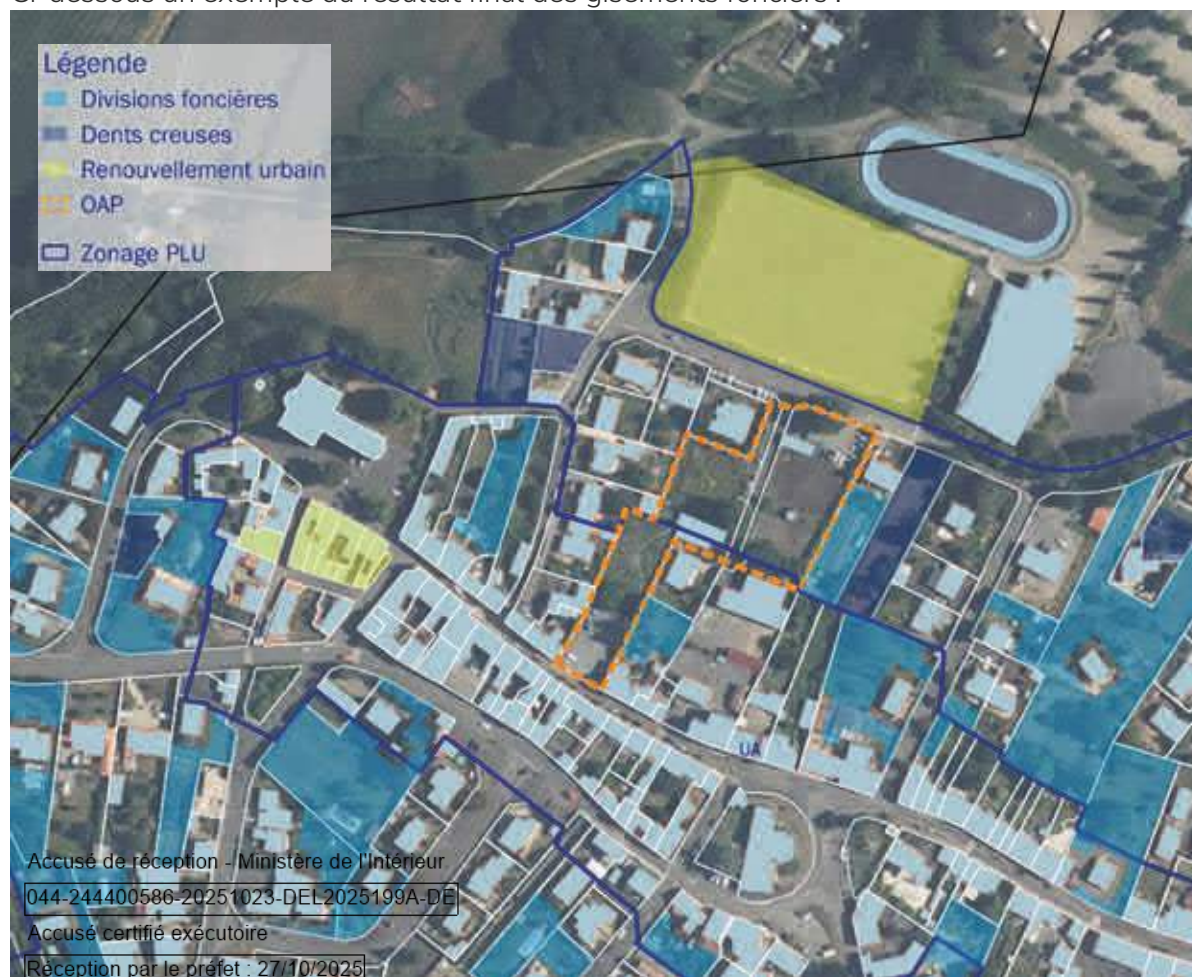 Ci-dessous un exemple du résultat final des gisements fonciers :
Légende
Divisions foncières
Dents creuses
Renouvellement urbain
OAP
Zonage PLU
UA
Accusé de réception - Ministère de l'Intérieur
044-244400586-20251023-DEL2025199A-DE
Accusé certifié exécutoire
Réception par le préfet : 27/10/2025